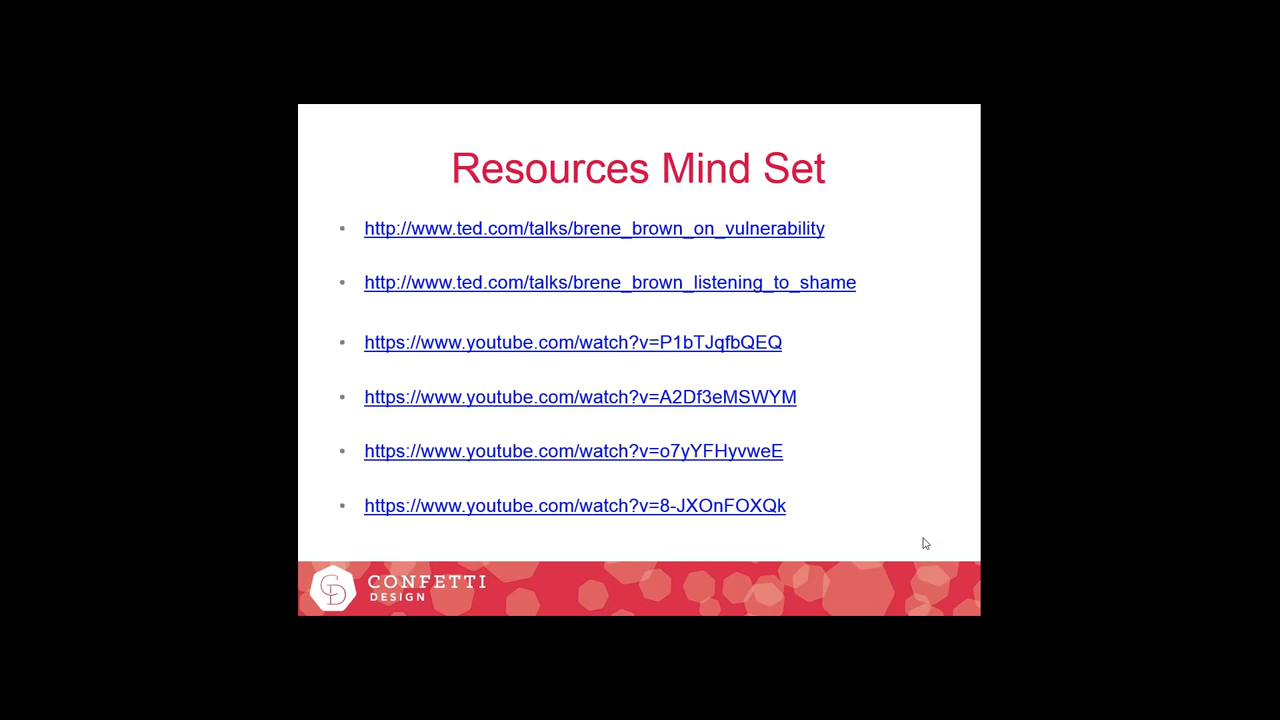 Resources Mind Set
• http://www.ted.com/talks/brene_brown_on_vulnerability
• http://www.ted.com/talks/brene_brown_listening_to_shame
• https://www.youtube.com/watch?v=P1bTJqfbQEQ
• https://www.youtube.com/watch?v=A2Df3eMSWYM
• https://www.youtube.com/watch?v=o7yYFHyvweE
• https://www.youtube.com/watch?v=8-JXOnFOXQk
CD
CONFETTI
DESIGN